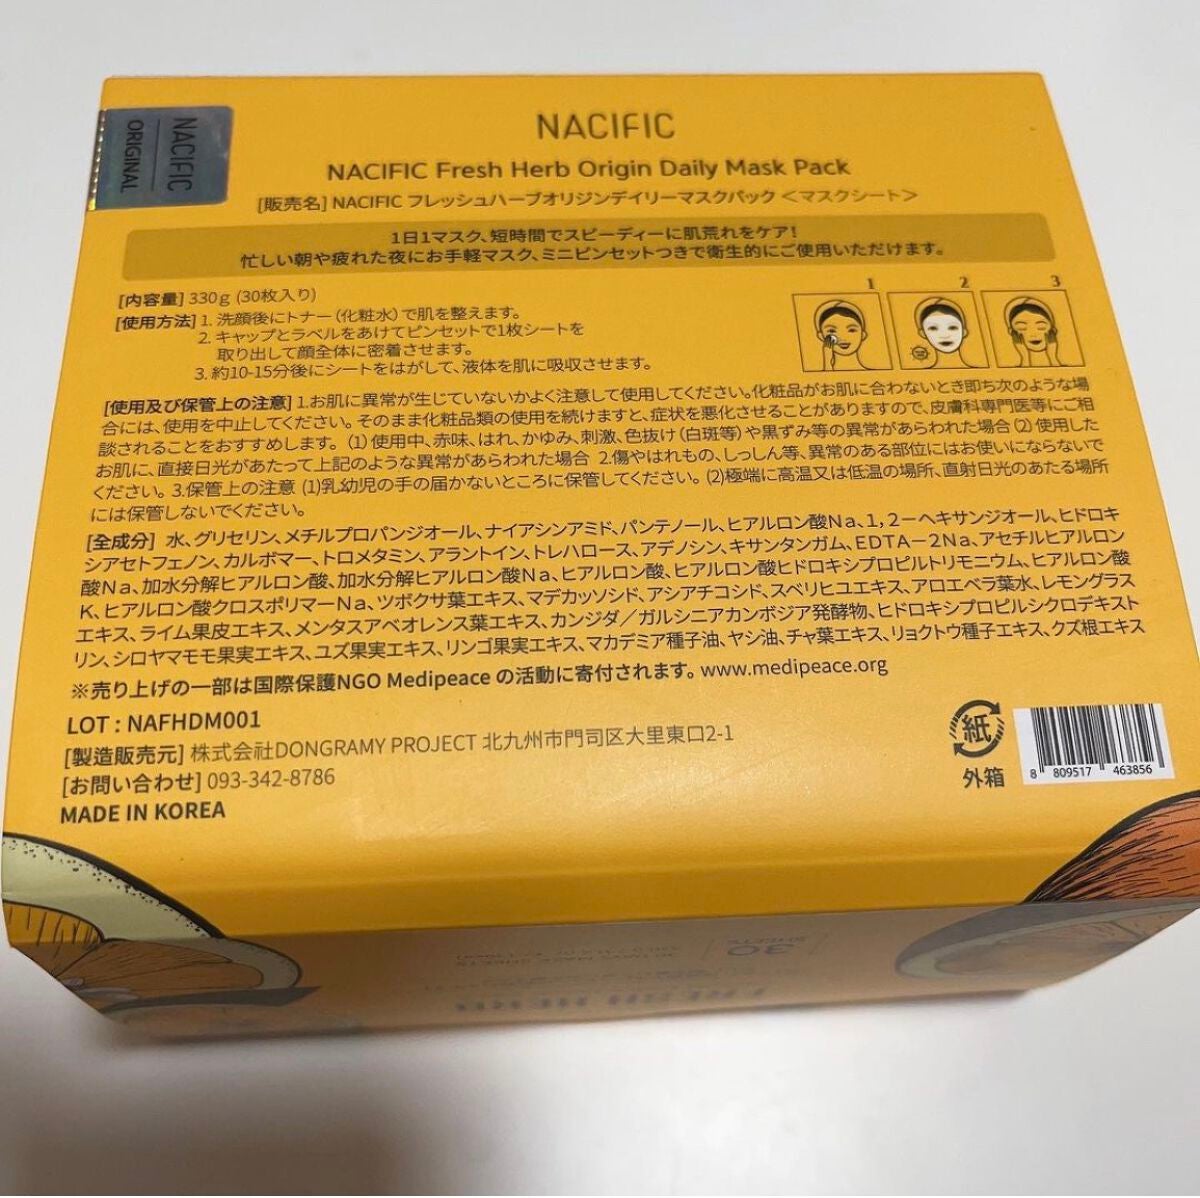 NACIFIC
ORIGINAL
NACIFIC
NACIFIC Fresh Herb Origin Daily Mask Pack
[販売名] NACIFIC フレッシュハーブオリジンデイリーマスクパック <マスクシート>
1日1マスク、短時間でスピーディーに肌荒れをケア!
忙しい朝や疲れた夜にお手軽マスク、ミニピンセットつきで衛生的にご使用いただけます。
[内容量] 330g (30枚入り)
[使用方法] 1. 洗顔後にトナー(化粧水)で肌を整えます。
2. キャップとラベルをあけてピンセットで1枚シートを
取り出して顔全体に密着させます。
3. 約10-15分後にシートをはがして、液体を肌に吸収させます。
1 2 3
[使用及び保管上の注意] 1.お肌に異常が生じていないかよく注意して使用してください。化粧品がお肌に合わないとき即ち次のような場
合には、使用を中止してください。そのまま化粧品類の使用を続けますと、症状を悪化させることがありますので、皮膚科専門医等にご相
談されることをおすすめします。(1)使用中、赤味、はれ、かゆみ、刺激、色抜け(白斑等)や黒ずみ等の異常があらわれた場合 (2)使用した
お肌に、直接日光があたって上記のような異常があらわれた場合 2.傷やはれもの、しっしん等、異常のある部位にはお使いにならないで
ください。3.保管上の注意 (1)乳幼児の手の届かないところに保管してください。(2)極端に高温又は低温の場所、直射日光のあたる場所
には保管しないでください。
[全成分] 水、グリセリン、メチルプロパンジオール、ナイアシンアミド、パンテノール、ヒアルロン酸Na、1,2-ヘキサンジオール、ヒドロキ
シアセトフェノン、カルボマー、トロメタミン、アラントイン、トレハロース、アデノシン、キサンタンガム、EDTA-2Na、アセチルヒアルロン
酸Na、加水分解ヒアルロン酸、加水分解ヒアルロン酸Na、ヒアルロン酸、ヒアルロン酸ヒドロキシプロピルトリモニウム、ヒアルロン酸
K、ヒアルロン酸クロスポリマーNa、ツボクサ葉エキス、マデカッソシド、アシアチコシド、スベリヒユエキス、アロエベラ葉水、レモングラス
エキス、ライム果皮エキス、メンタスアベオレンス葉エキス、カンジダ/ガルシニアカンボジア発酵物、ヒドロキシプロピルシクロデキスト
リン、シロヤマモモ果実エキス、ユズ果実エキス、リンゴ果実エキス、マカデミア種子油、ヤシ油、チャ葉エキス、リョクトウ種子エキス、クズ根エキス
※売り上げの一部は国際保護NGO Medipeace の活動に寄付されます。www.medipeace.org
LOT : NAFHDM001
[製造販売元] 株式会社DONGRAMY PROJECT 北九州市門司区大里東口2-1
[お問い合わせ] 093-342-8786
MADE IN KOREA
紙
外箱
8 809517 463856
30
SHEETS